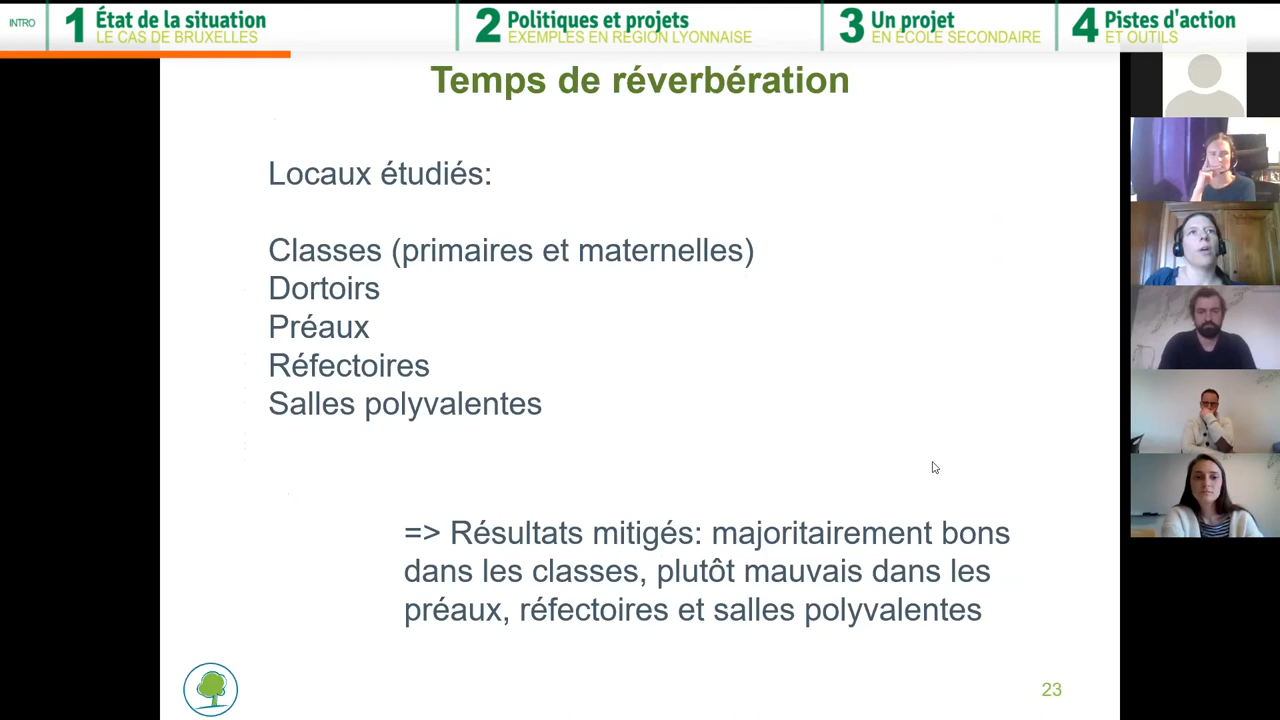 INTRO
1 État de la situation
LE CAS DE BRUXELLES
2 Politiques et projets
EXEMPLES EN RÉGION LYONNAISE
3 Un projet
EN ÉCOLE SECONDAIRE
4 Pistes d'action
ET OUTILS
Temps de réverbération
Locaux étudiés:
Classes (primaires et maternelles)
Dortoirs
Préaux
Réfectoires
Salles polyvalentes
=> Résultats mitigés: majoritairement bons
dans les classes, plutôt mauvais dans les
préaux, réfectoires et salles polyvalentes
23